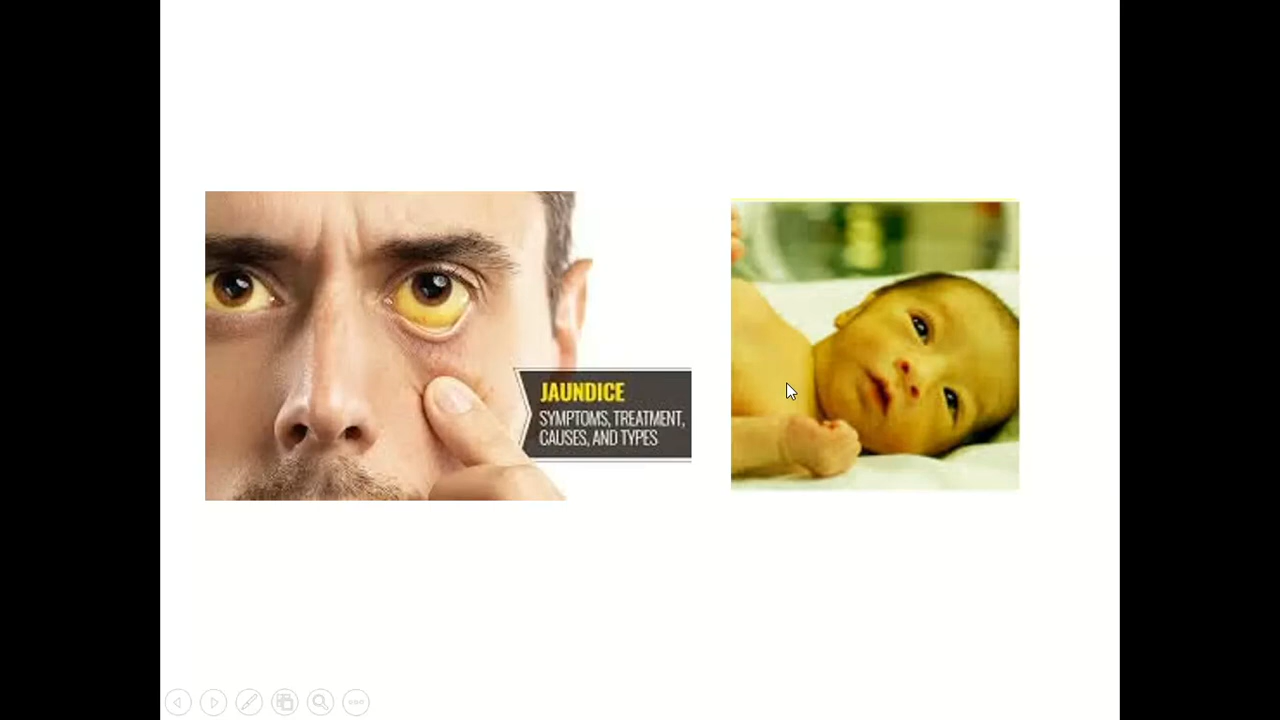 JAUNDICE
SYMPTOMS, TREATMENT,
CAUSES, AND TYPES